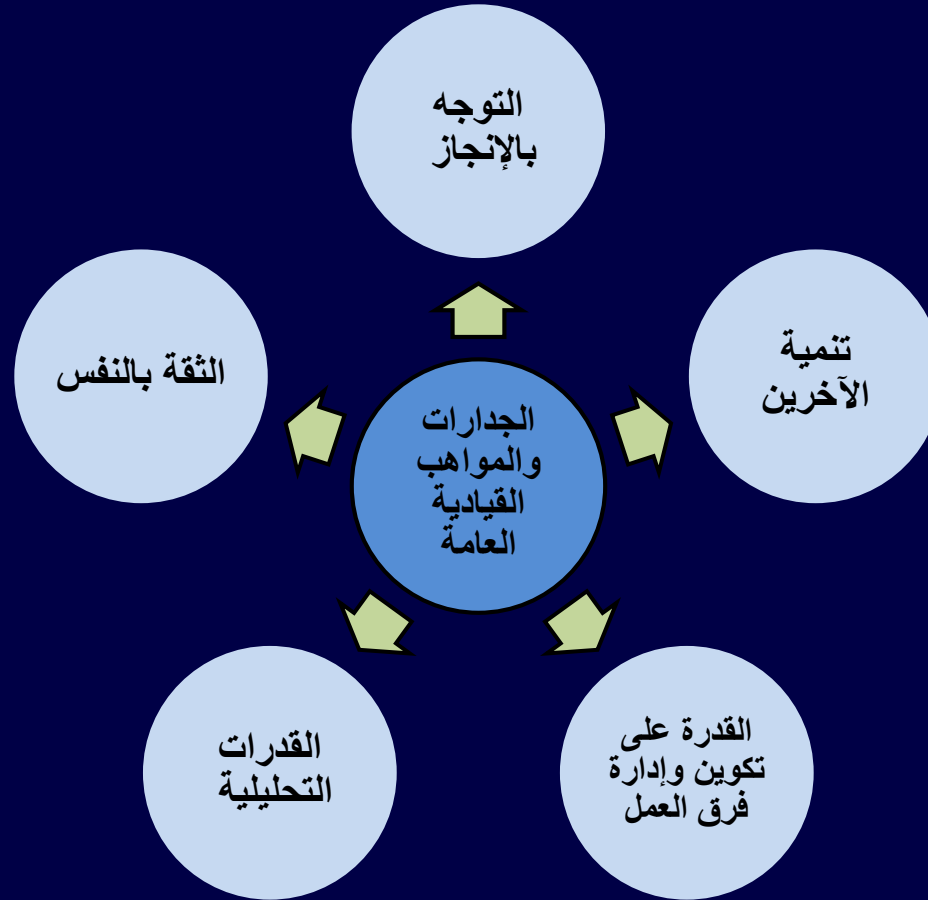 التوجه
بالإنجاز
تنمية
الآخرين
الثقة بالنفس
الجدارات
والمواهب
القيادية
العامة
القدرة على
تكوين وإدارة
فرق العمل
القدرات
التحليلية